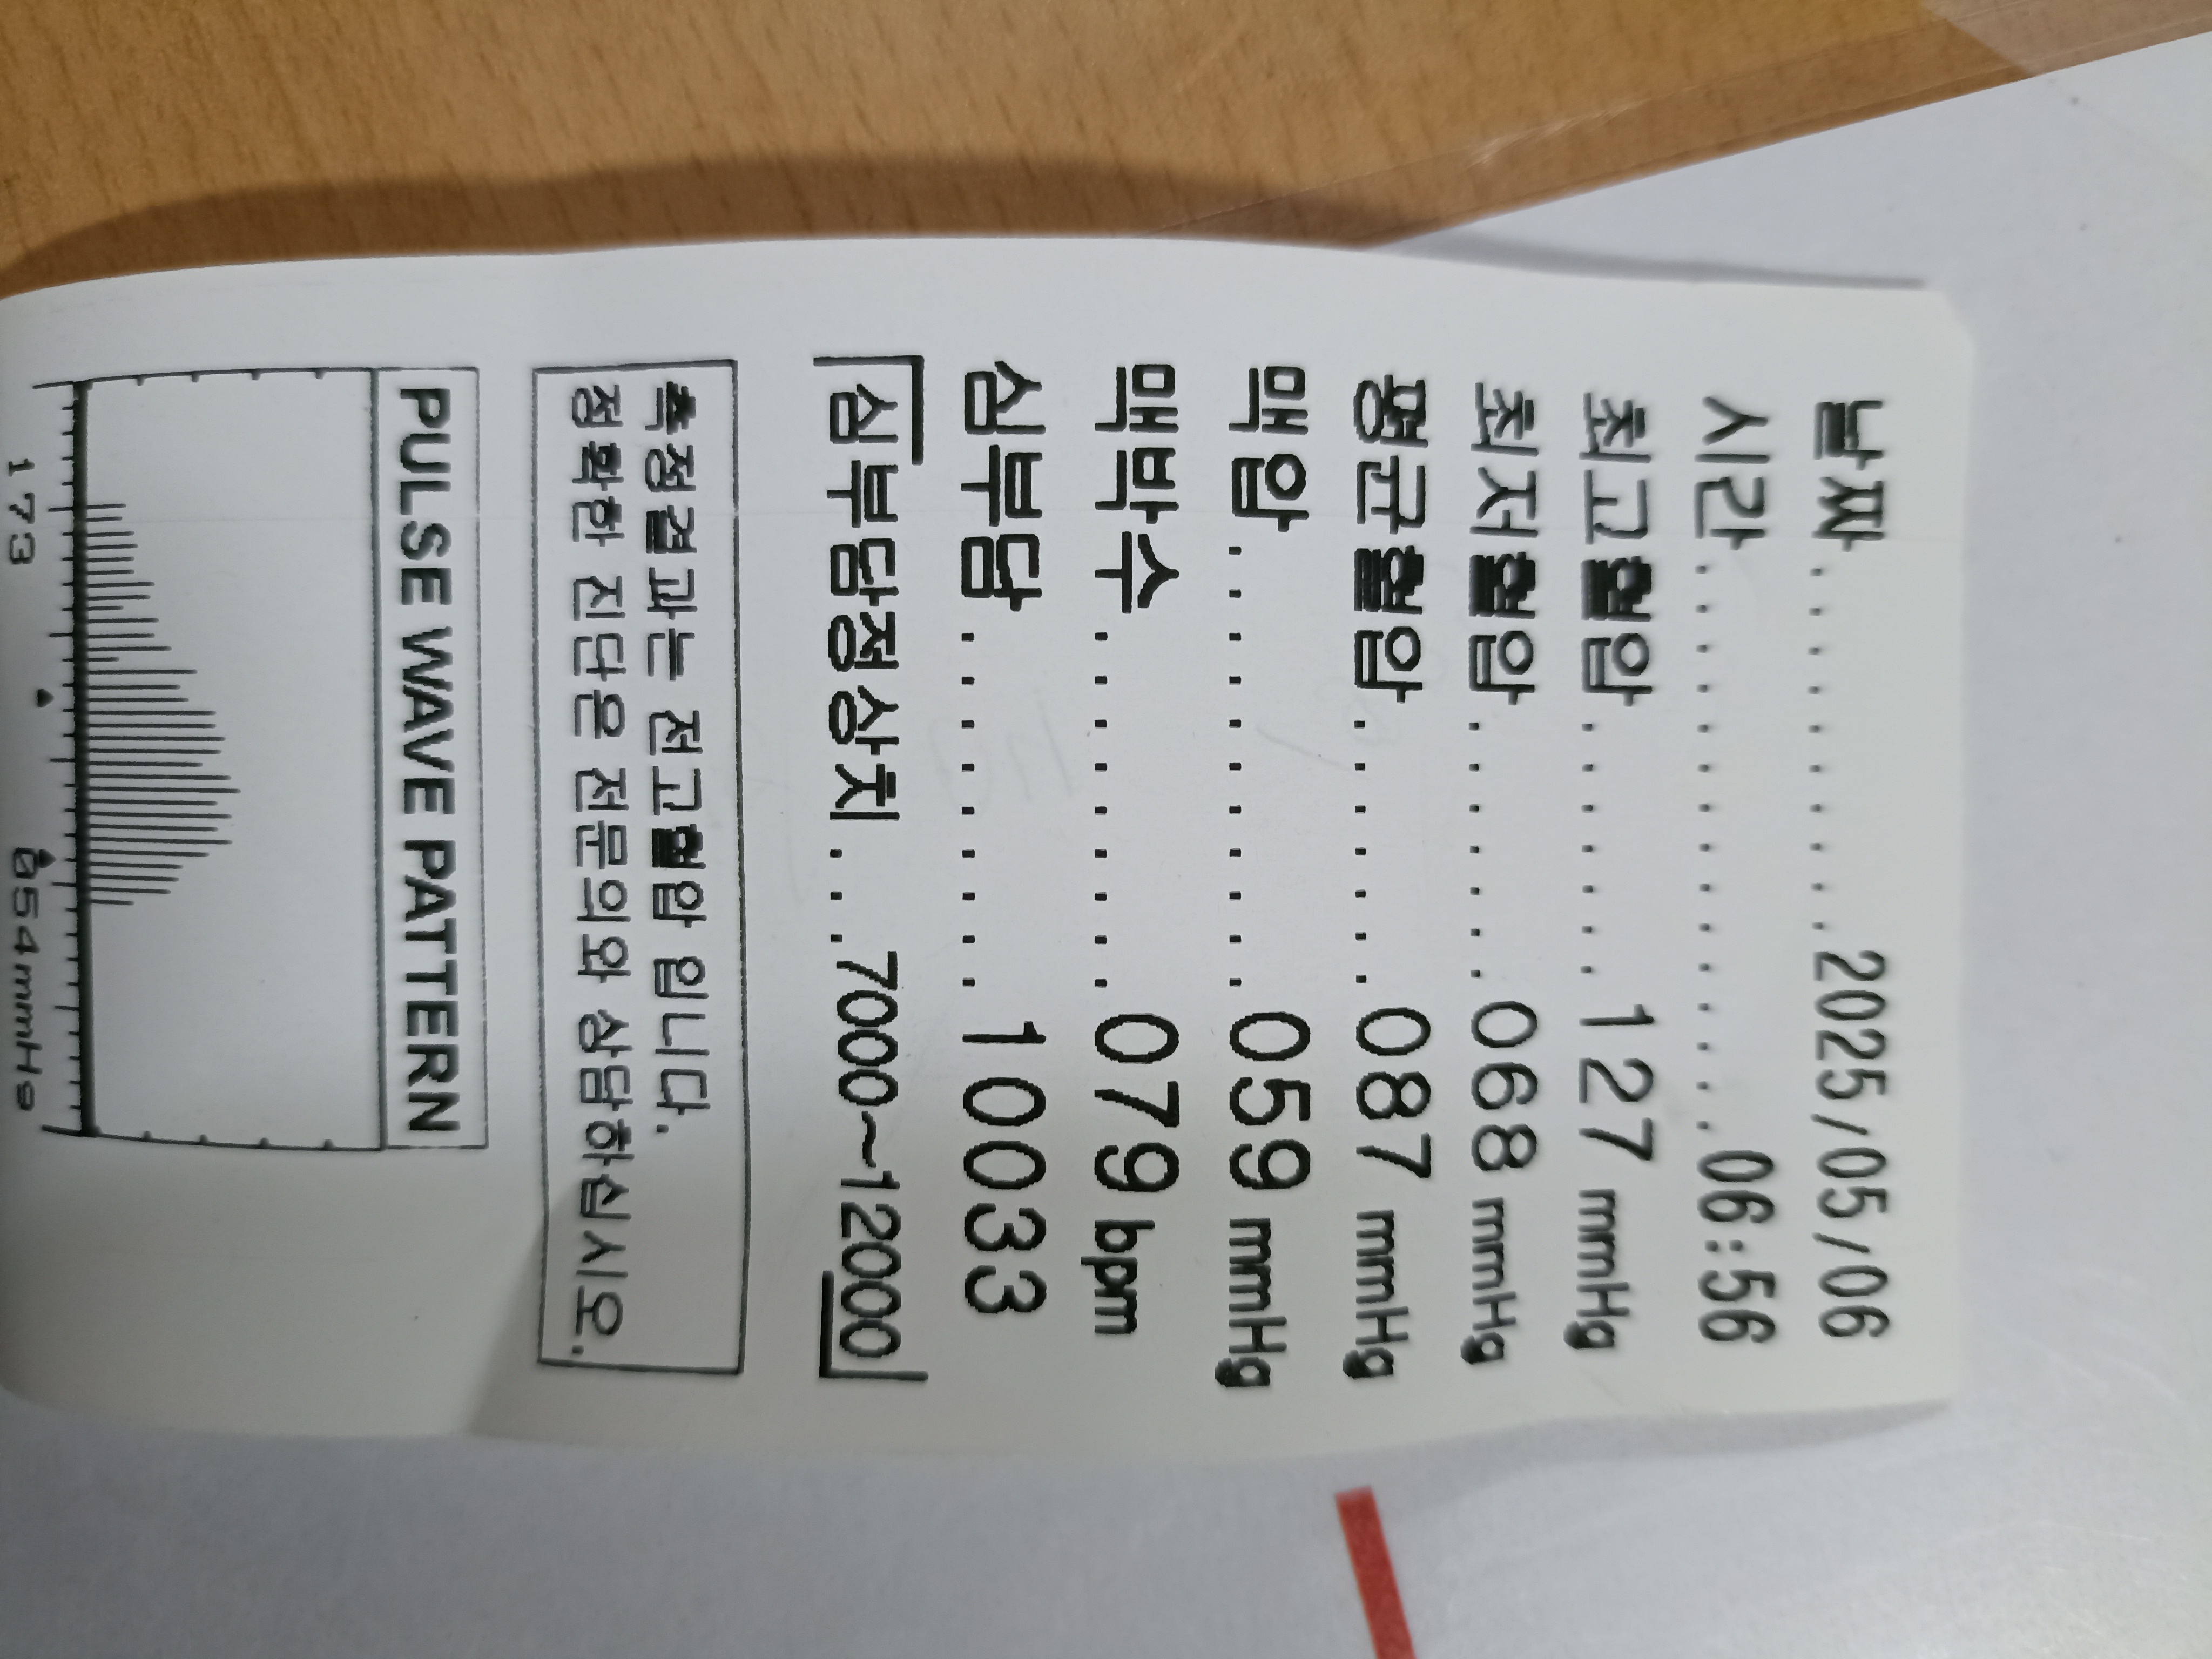 날짜..........2025/05/06
시간..............06:56
최고혈압.......127 mmHg
최저혈압.......068 mmHg
평균혈압.......087 mmHg
맥압...........059 mmHg
맥박수.........079 bpm
심부담.........10033
심부담정상치...7000~12000
측정결과는 전고혈압 입니다.
정확한 진단은 전문의와 상담하십시오.
PULSE WAVE PATTERN
173 054mmHg